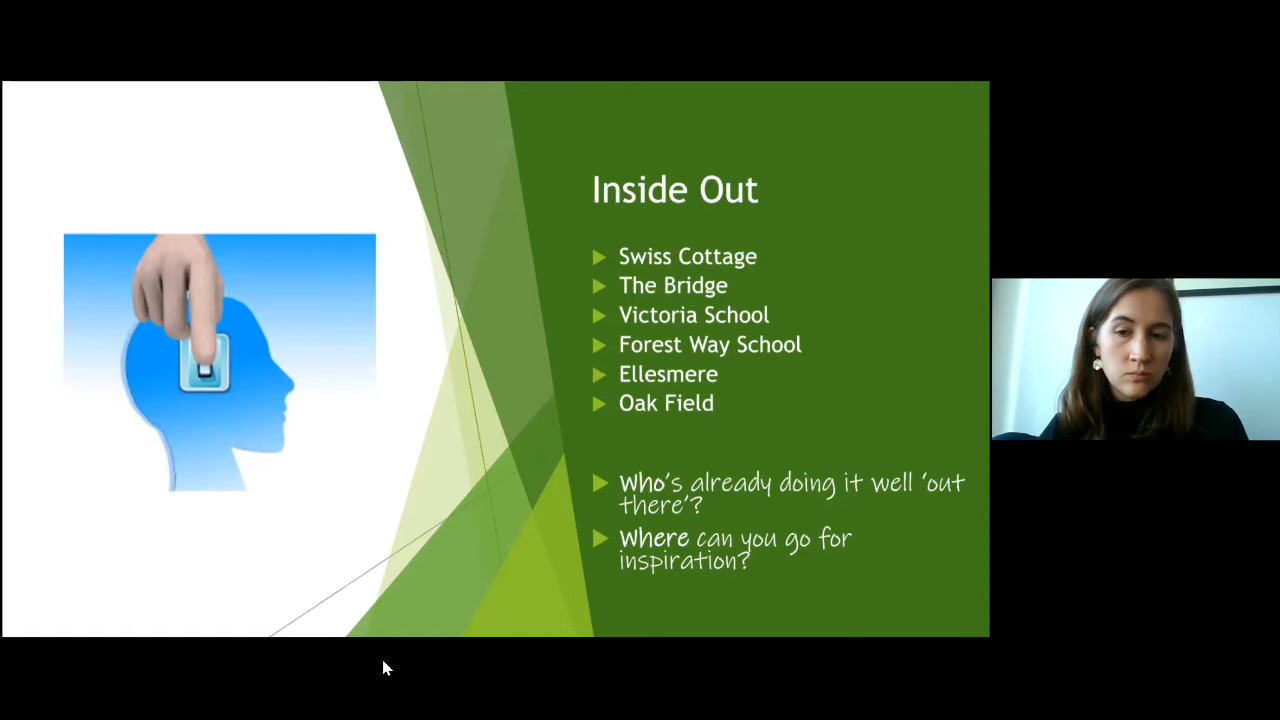 Inside Out
Swiss Cottage
The Bridge
Victoria School
Forest Way School
Ellesmere
Oak Field
Who's already doing it well 'out
there'?
Where can you go for
inspiration?